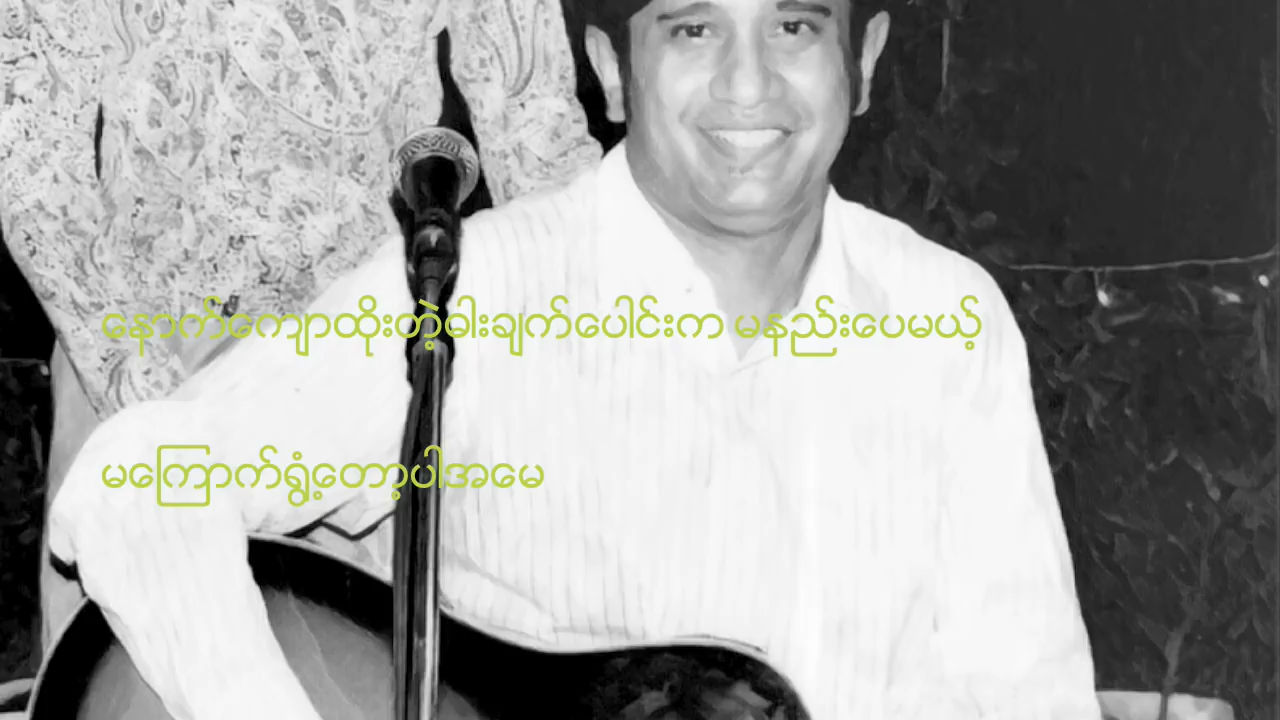 နောက်ကျောထိုးတဲ့ဓါးချက်ပေါင်းက မနည်းပေမယ့်
မကြောက်ရွံ့တော့ပါအမေ